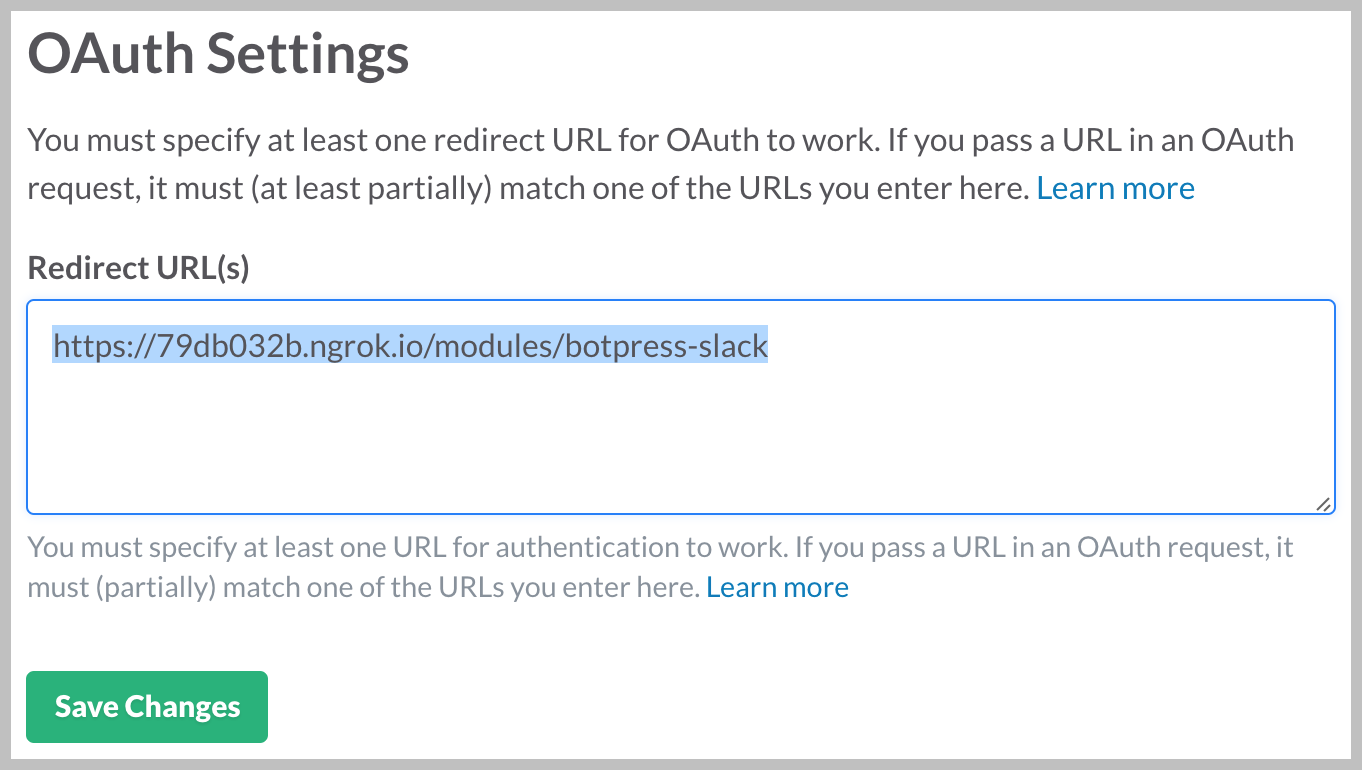 OAuth Settings
You must specify at least one redirect URL for OAuth to work. If you pass a URL in an OAuth
request, it must (at least partially) match one of the URLs you enter here. Learn more
Redirect URL(s)
https://79db032b.ngrok.io/modules/botpress-slack
You must specify at least one URL for authentication to work. If you pass a URL in an OAuth request, it
must (partially) match one of the URLs you enter here. Learn more
Save Changes